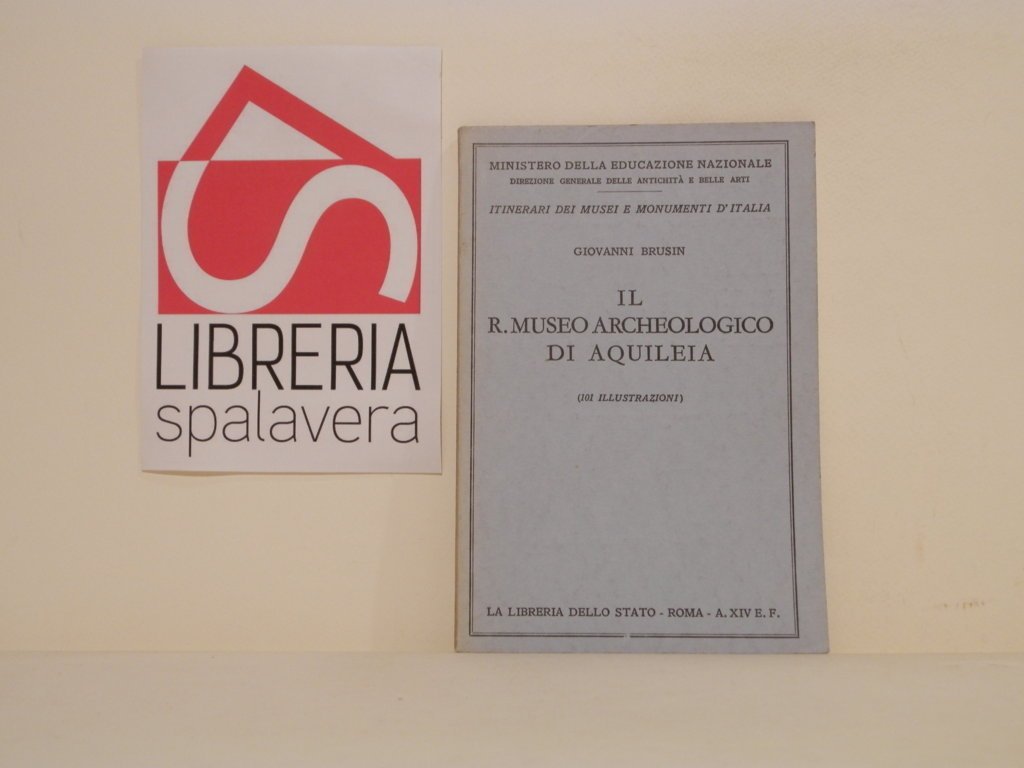 LIBRERIA
spalavera
MINISTERO DELLA EDUCAZIONE NAZIONALE
DIREZIONE GENERALE DELLE ANTICHITÀ E BELLE ARTI
ITINERARI DEI MUSEI E MONUMENTI D'ITALIA
GIOVANNI BRUSIN
IL
R. MUSEO ARCHEOLOGICO
DI AQUILEIA
(101 ILLUSTRAZIONI)
LA LIBRERIA DELLO STATO - ROMA - A. XIV E. F.